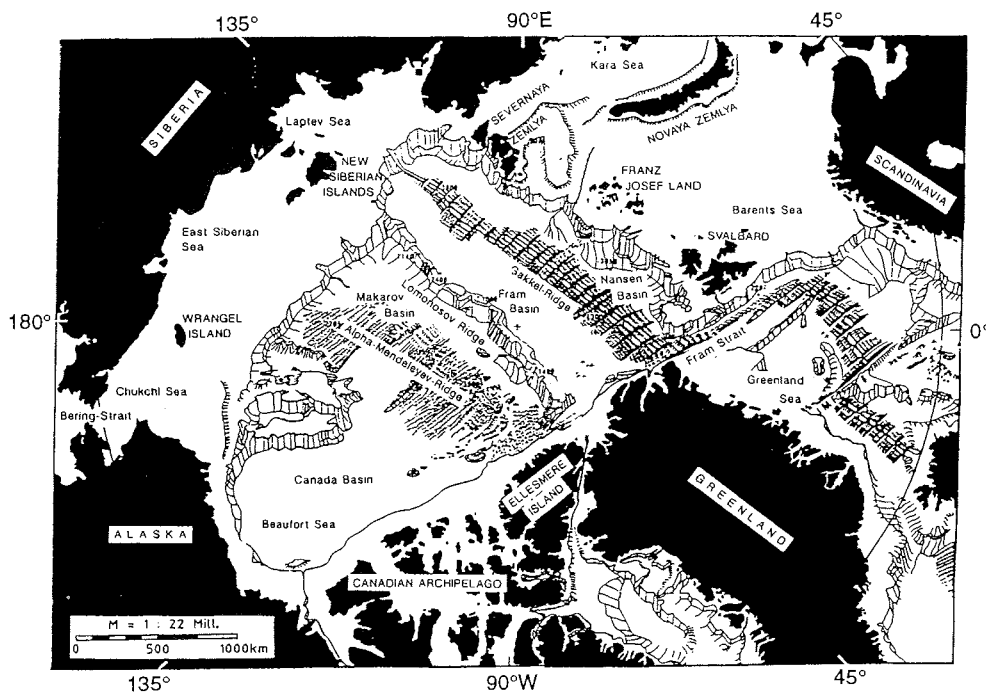 135°
90°E
45°
Kara Sea
SIBERIA
SEVERNAYA
ZEMLYA
NOVAYA ZEMLYA
Laptev Sea
NEW
SIBERIAN
ISLANDS
FRANZ
JOSEF LAND
SCANDINAVIA
Barents Sea
SVALBARD
East Siberian
Sea
Gakkel-Ridge
Nansen
Basin
Fram
Basin
Makarov
Basin
Lomonosov Ridge
180°
WRANGEL
ISLAND
Alpha-Mendeleyev-Ridge
Fram Strait
0°
Chukchi Sea
Greenland
Sea
Bering-Strait
Canada Basin
ELLESMERE
ISLAND
GREENLAND
Beaufort Sea
ALASKA
CANADIAN ARCHIPELAGO
M = 1 : 22 Mill.
0 500 1000km
135°
90°W
45°